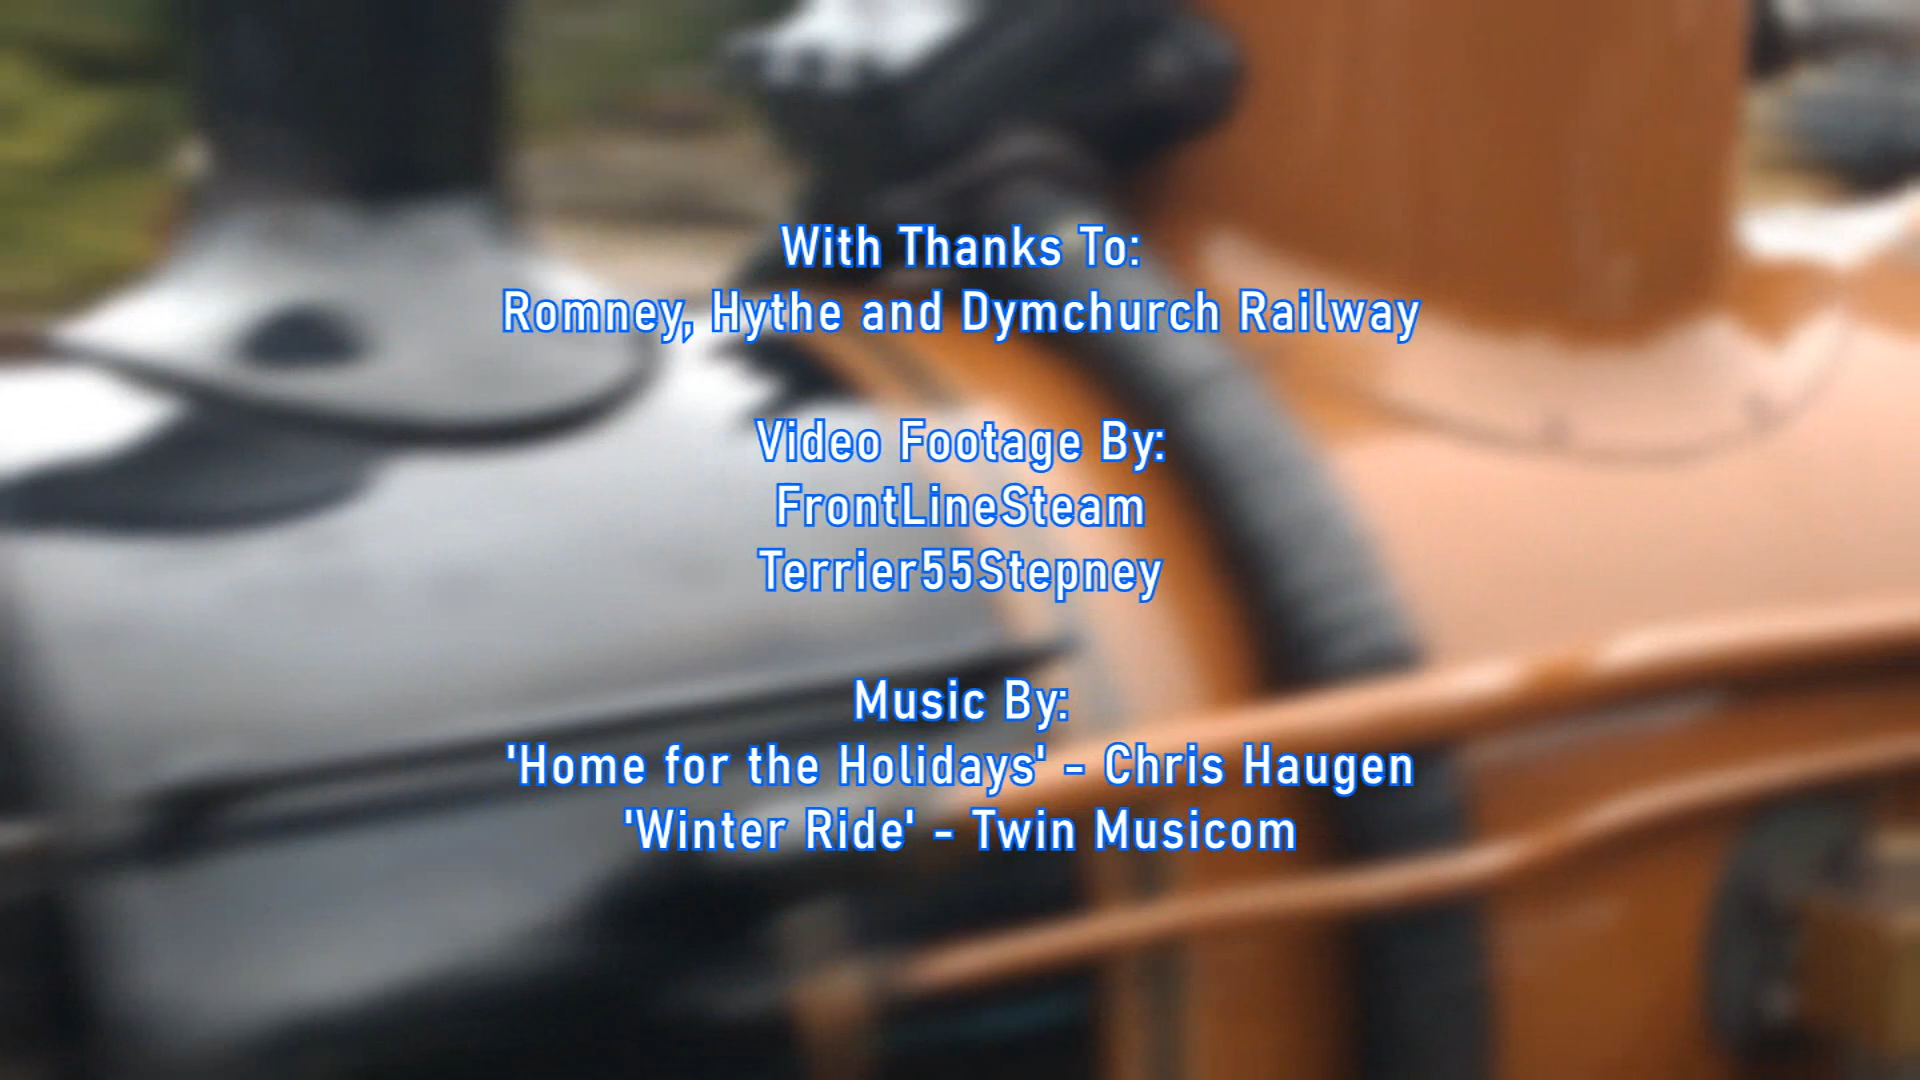 With Thanks To:
Romney, Hythe and Dymchurch Railway
Video Footage By:
FrontLineSteam
Terrier55Stepney
Music By:
'Home for the Holidays' - Chris Haugen
'Winter Ride' - Twin Musicom